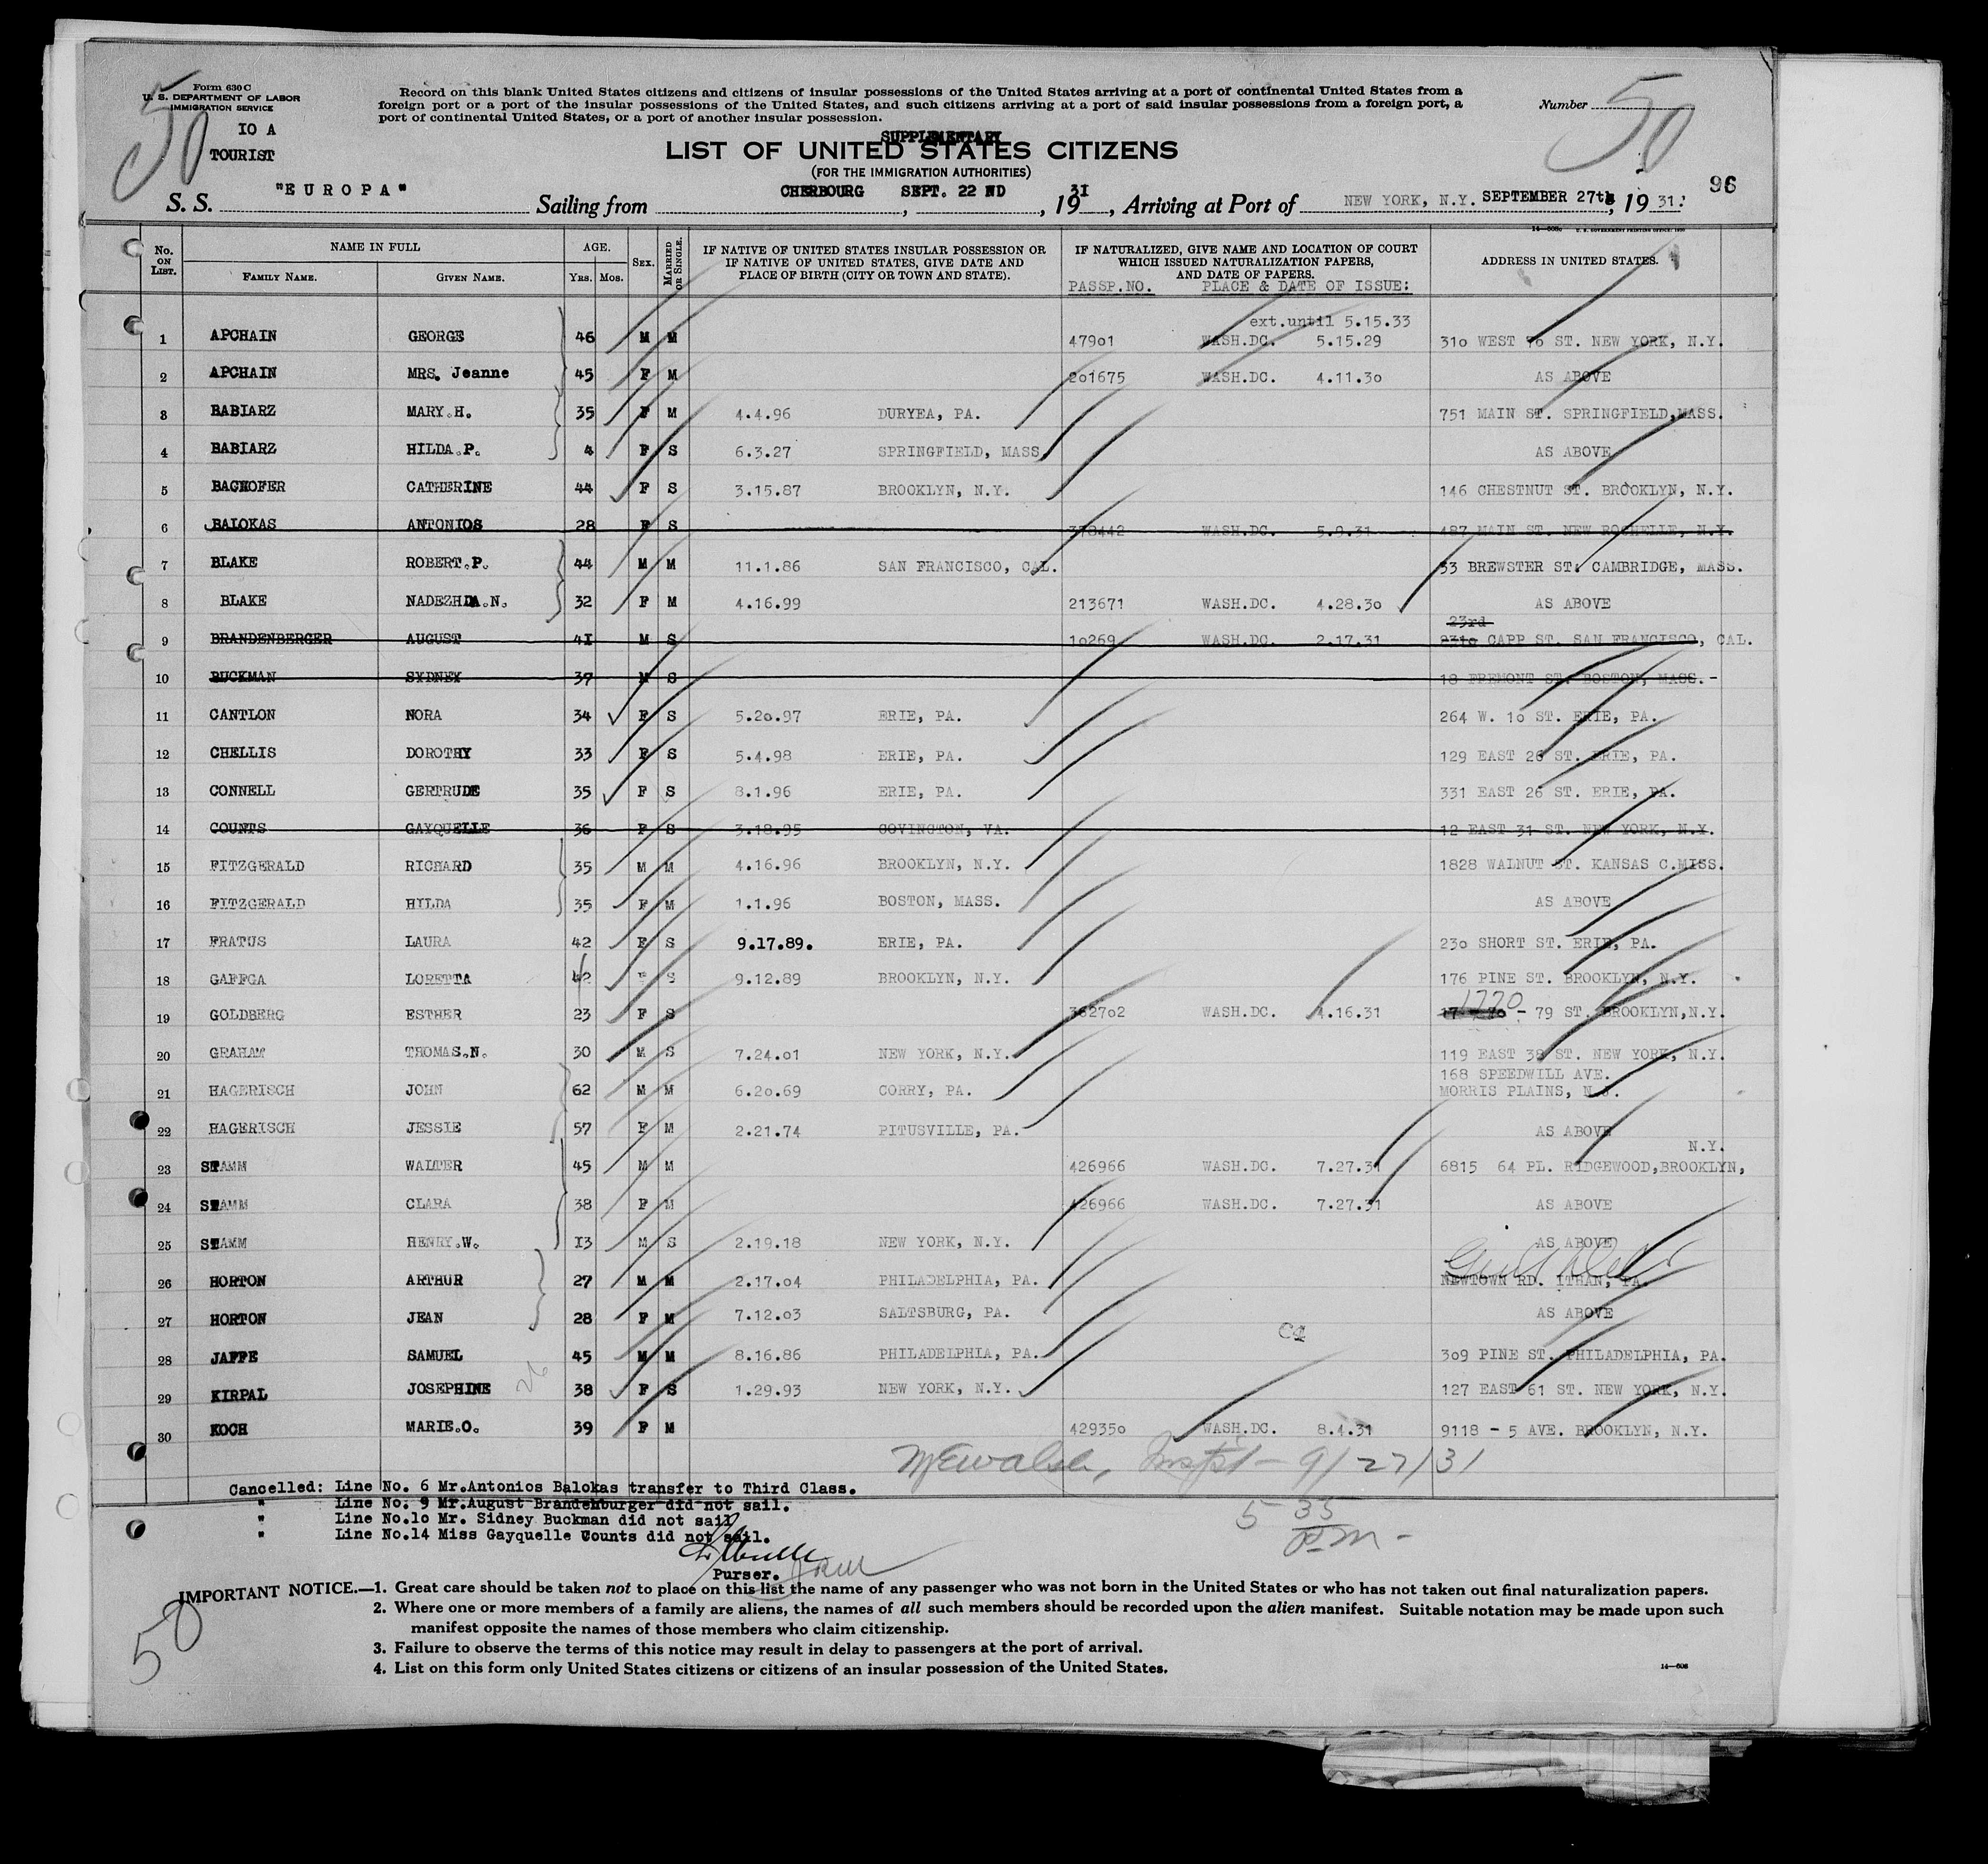 Form 630 C
U. S. DEPARTMENT OF LABOR
IMMIGRATION SERVICE
50
IO A
TOURIST
Record on this blank United States citizens and citizens of insular possessions of the United States arriving at a port of continental United States from a
foreign port or a port of the insular possessions of the United States, and such citizens arriving at a port of said insular possessions from a foreign port, a
port of continental United States, or a port of another insular possession.
Number
50
SUPPLEMENTARY
LIST OF UNITED STATES CITIZENS
(FOR THE IMMIGRATION AUTHORITIES)
96
S. S. "EUROPA" Sailing from CHERBOURG, SEPT. 22 ND, 1931, Arriving at Port of NEW YORK, N.Y. SEPTEMBER 27th, 1931.
No. ON LIST. NAME IN FULL FAMILY NAME. GIVEN NAME. AGE. Yrs. Mos. SEX. MARRIED OR SINGLE.
IF NATIVE OF UNITED STATES INSULAR POSSESSION OR IF NATIVE OF UNITED STATES, GIVE DATE AND PLACE OF BIRTH (CITY OR TOWN AND STATE).
IF NATURALIZED, GIVE NAME AND LOCATION OF COURT WHICH ISSUED NATURALIZATION PAPERS, AND DATE OF PAPERS.
ADDRESS IN UNITED STATES.
PASSP.NO. PLACE & DATE OF ISSUE:
ext.until 5.15.33
1 APCHAIN GEORGE 46 M M 47901 WASH.DC. 5.15.29 310 WEST 70 ST. NEW YORK, N.Y.
2 APCHAIN MRS. Jeanne 45 F M 201675 WASH.DC. 4.11.30 AS ABOVE
3 BABIARZ MARY.H. 35 F M 4.4.96 DURYEA, PA. 751 MAIN ST. SPRINGFIELD,MASS.
4 BABIARZ HILDA.P. 4 F S 6.3.27 SPRINGFIELD, MASS. AS ABOVE
5 BAGHOFER CATHERINE 44 F S 3.15.87 BROOKLYN, N.Y. 146 CHESTNUT ST. BROOKLYN, N.Y.
6 BALOKAS ANTONIOS 28 F S 378442 WASH.DC. 5.9.31 487 MAIN ST. NEW ROCHELLE, N.Y.
7 BLAKE ROBERT.P. 44 M M 11.1.86 SAN FRANCISCO, CAL. 33 BREWSTER ST. CAMBRIDGE, MASS.
8 BLAKE NADEZHDA.N. 32 F M 4.16.99 213671 WASH.DC. 4.28.30 AS ABOVE
23rd
9 BRANDENBERGER AUGUST 41 M S 10269 WASH.DC. 2.17.31 CAPP ST. SAN FRANCISCO, CAL.
10 BUCKMAN SYDNEY 37 M S 18 FREMONT ST. BOSTON, MASS.
11 CANTLON NORA 34 F S 5.20.97 ERIE, PA. 264 W. 10 ST. ERIE, PA.
12 CHELLIS DOROTHY 33 F S 5.4.98 ERIE, PA. 129 EAST 26 ST. ERIE, PA.
13 CONNELL GERTRUDE 35 F S 8.1.96 ERIE, PA. 331 EAST 26 ST. ERIE, PA.
14 COUNTS GAYQUELLE 36 F S 3.18.95 COVINGTON, VA. 12 EAST 31 ST. NEW YORK, N.Y.
15 FITZGERALD RICHARD 35 M M 4.16.96 BROOKLYN, N.Y. 1828 WALNUT ST. KANSAS C.MISS.
16 FITZGERALD HILDA 35 F M 1.1.96 BOSTON, MASS. AS ABOVE
17 FRATUS LAURA 42 F S 9.17.89. ERIE, PA. 230 SHORT ST. ERIE, PA.
18 GAFFGA LORETTA 42 F S 9.12.89 BROOKLYN, N.Y. 176 PINE ST. BROOKLYN, N.Y.
19 GOLDBERG ESTHER 23 F S 362702 WASH.DC. 4.16.31 1770 - 79 ST. BROOKLYN,N.Y.
20 GRAHAM THOMAS.N. 30 M S 7.24.01 NEW YORK, N.Y. 119 EAST 38 ST. NEW YORK, N.Y.
168 SPEEDWILL AVE.
21 HAGERISCH JOHN 62 M M 6.20.69 CORRY, PA. MORRIS PLAINS, N.J.
22 HAGERISCH JESSIE 57 F M 2.21.74 PITUSVILLE, PA. AS ABOVE
N.Y.
23 STAMM WALTER 45 M M 426966 WASH.DC. 7.27.31 6815 64 PL. RIDGEWOOD,BROOKLYN,
24 STAMM CLARA 38 F M 426966 WASH.DC. 7.27.31 AS ABOVE
25 STAMM HENRY.W. 13 M S 2.19.18 NEW YORK, N.Y. AS ABOVE
26 HORTON ARTHUR 27 M M 2.17.04 PHILADELPHIA, PA. NEWTOWN RD. ITHAN, PA.
27 HORTON JEAN 28 F M 7.12.03 SALTSBURG, PA. AS ABOVE
28 JAFFE SAMUEL 45 M M 8.16.86 PHILADELPHIA, PA. 309 PINE ST. PHILADELPHIA, PA.
29 KIRPAL JOSEPHINE 38 F S 1.29.93 NEW YORK, N.Y. 127 EAST 61 ST. NEW YORK, N.Y.
30 KOCH MARIE.O. 39 F M 429350 WASH.DC. 8.4.31 9118 - 5 AVE. BROOKLYN, N.Y.
9/27/31
5 35
P.M.
Cancelled: Line No. 6 Mr.Antonios Balokas transfer to Third Class.
" Line No. 9 Mr.August Brandenburger did not sail.
" Line No.10 Mr. Sidney Buckman did not sail
" Line No.14 Miss Gayquelle Counts did not sail.
Purser.
IMPORTANT NOTICE.—1. Great care should be taken not to place on this list the name of any passenger who was not born in the United States or who has not taken out final naturalization papers.
2. Where one or more members of a family are aliens, the names of all such members should be recorded upon the alien manifest. Suitable notation may be made upon such
manifest opposite the names of those members who claim citizenship.
3. Failure to observe the terms of this notice may result in delay to passengers at the port of arrival.
4. List on this form only United States citizens or citizens of an insular possession of the United States.
14—608
50